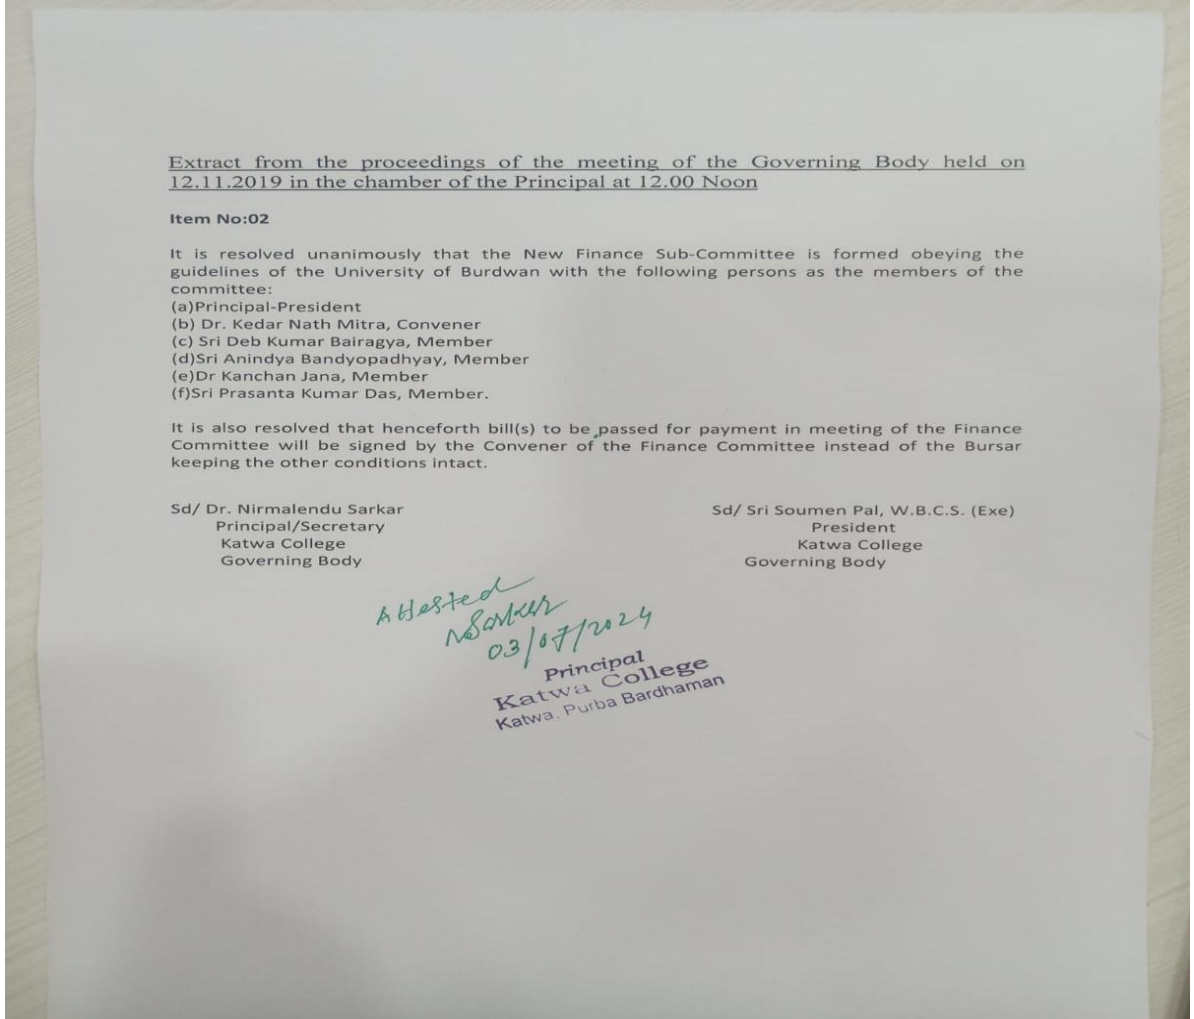 Extract from the proceedings of the meeting of the Governing Body held on
12.11.2019 in the chamber of the Principal at 12.00 Noon
Item No:02
It is resolved unanimously that the New Finance Sub-Committee is formed obeying the
guidelines of the University of Burdwan with the following persons as the members of the
committee:
(a)Principal-President
(b) Dr. Kedar Nath Mitra, Convener
(c) Sri Deb Kumar Bairagya, Member
(d)Sri Anindya Bandyopadhyay, Member
(e)Dr Kanchan Jana, Member
(f)Sri Prasanta Kumar Das, Member.
It is also resolved that henceforth bill(s) to be passed for payment in meeting of the Finance
Committee will be signed by the Convener of the Finance Committee instead of the Bursar
keeping the other conditions intact.
Sd/ Dr. Nirmalendu Sarkar
Principal/Secretary
Katwa College
Governing Body
Sd/ Sri Soumen Pal, W.B.C.S. (Exe)
President
Katwa College
Governing Body
Attested
NSarkar
03/07/2024
Principal
Katwa College
Katwa, Purba Bardhaman